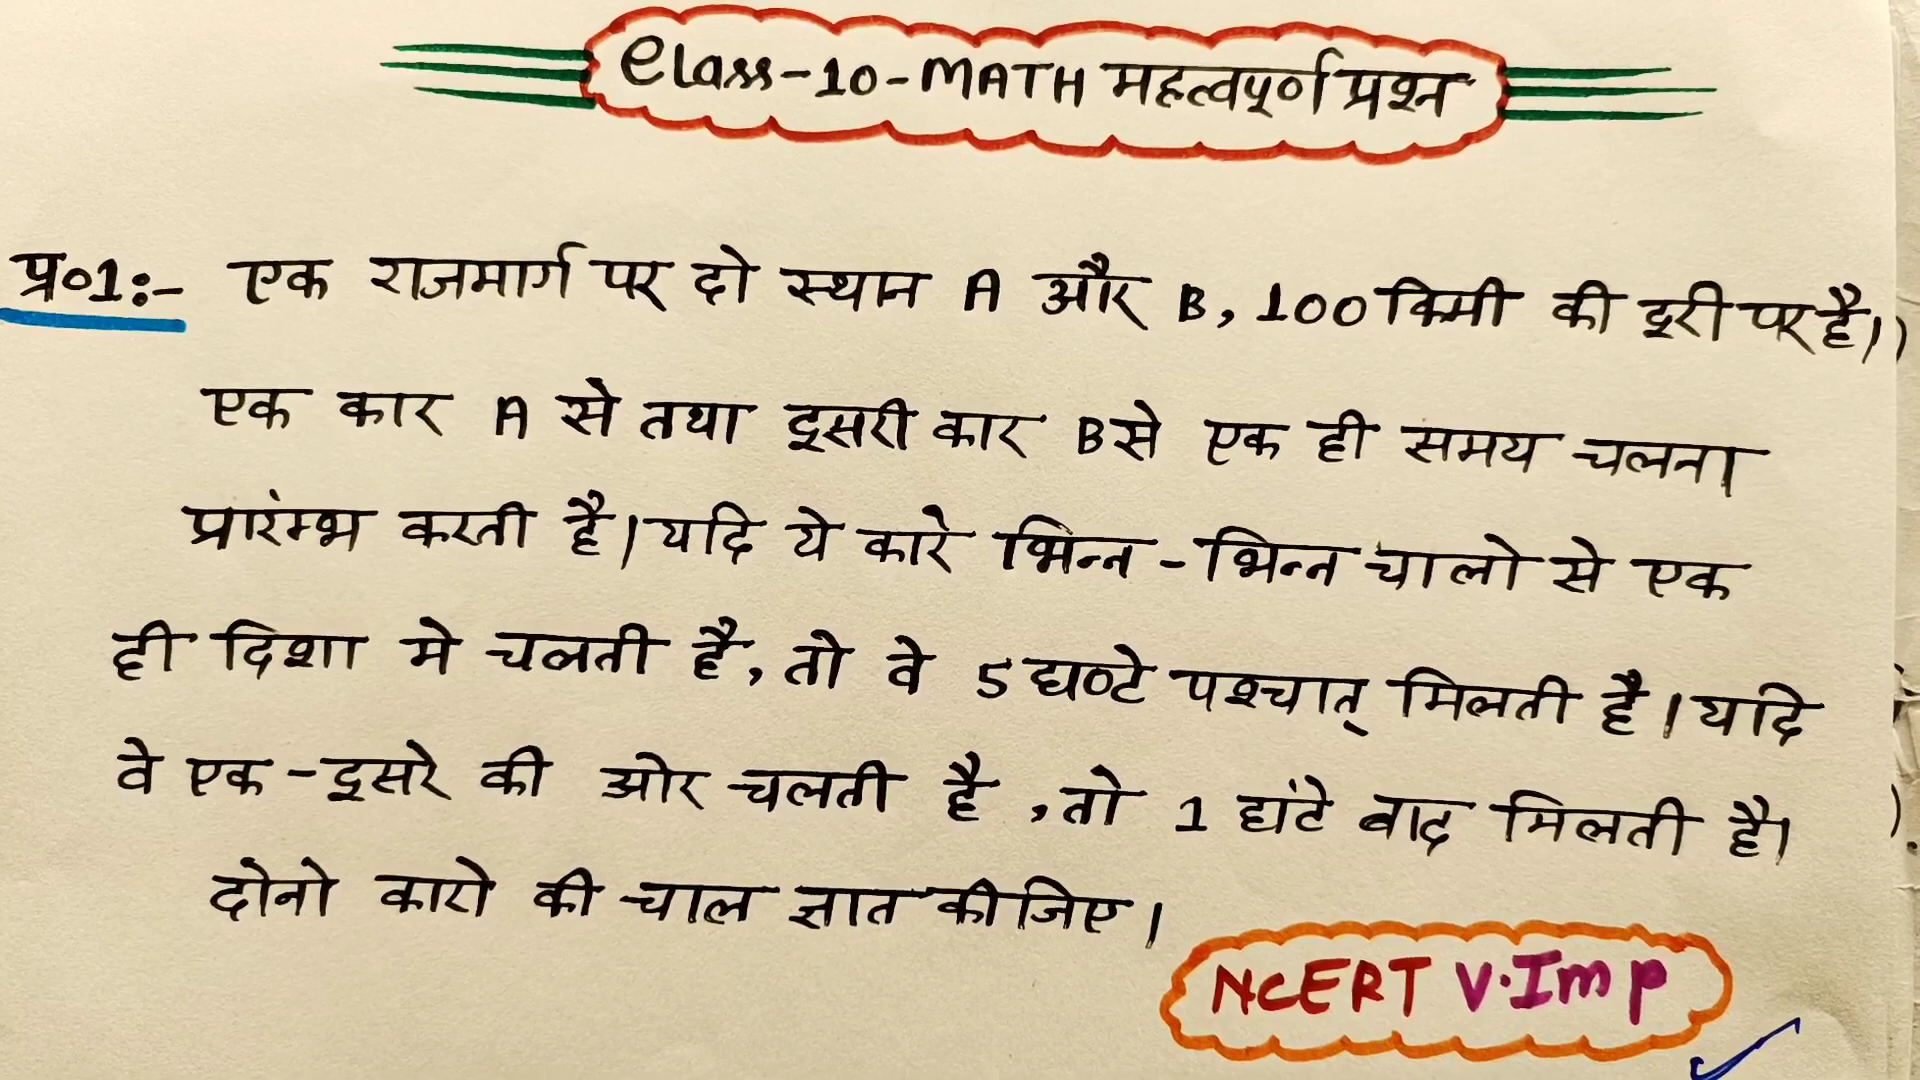 Class-10-MATH महत्वपूर्ण प्रश्न
प्र०1:- एक राजमार्ग पर दो स्थान A और B, 100 किमी की दूरी पर है।
एक कार A से तथा दूसरी कार B से एक ही समय चलना
प्रारंम्भ करती है। यदि ये कारे भिन्न-भिन्न चालो से एक
ही दिशा मे चलती है, तो वे 5 घण्टे पश्चात् मिलती है। यदि
वे एक-दूसरे की ओर चलती है, तो 1 घंटे बाद मिलती है।
दोनो कारो की चाल ज्ञात कीजिए।
NCERT V.Imp